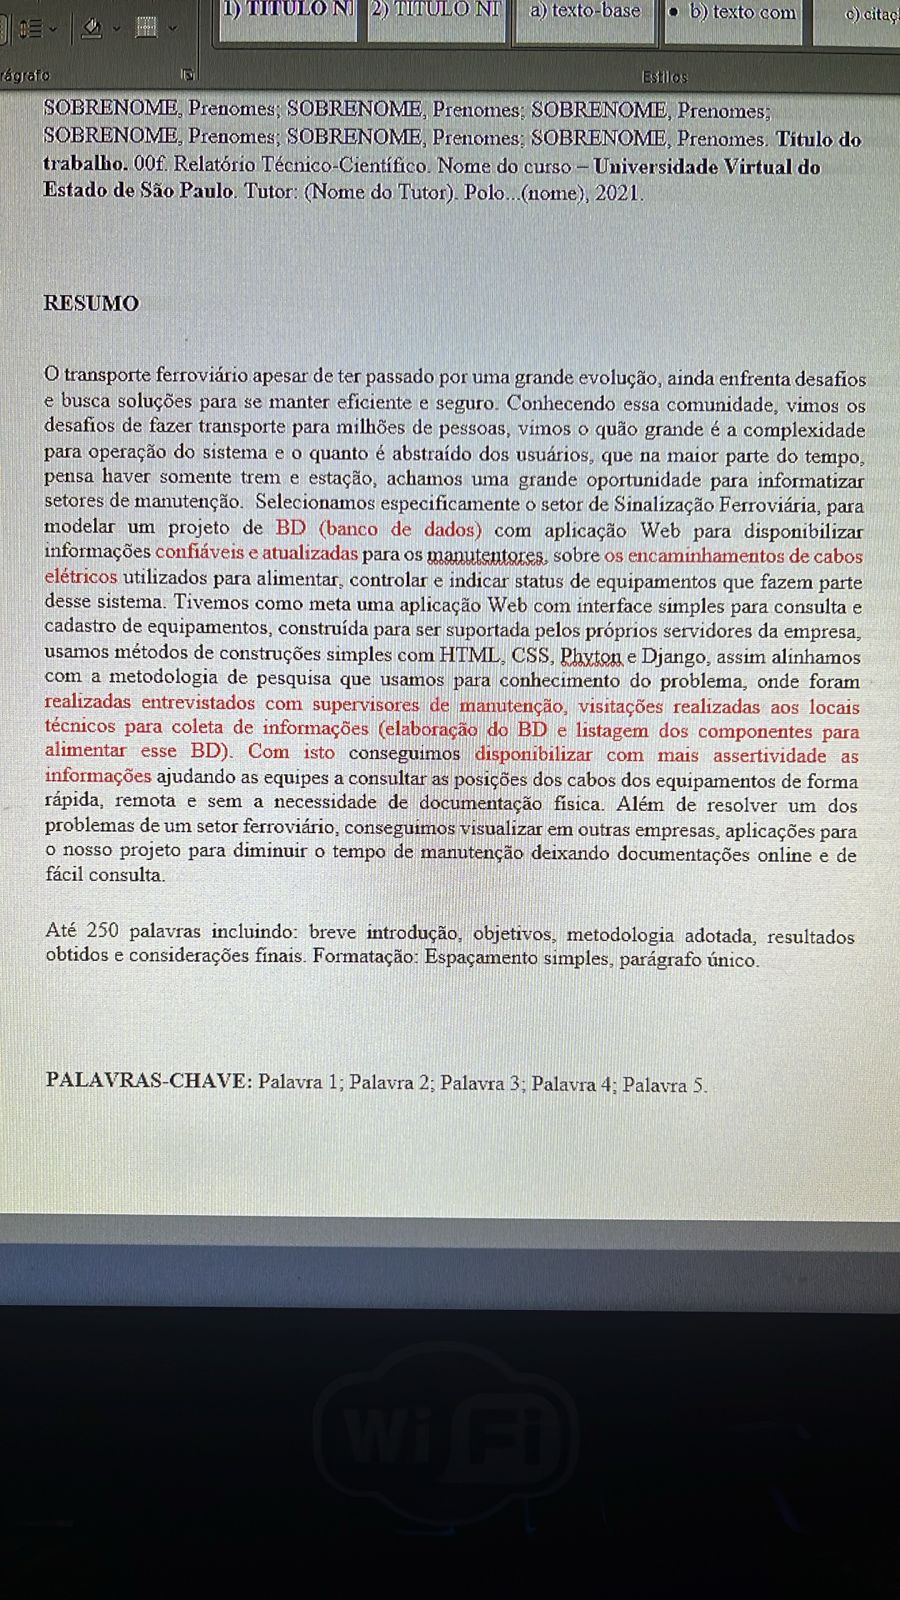 1) TITULO NI 2) TITULO NI a) texto-base • b) texto com c) citaç
rágrafo Estilos
SOBRENOME, Prenomes; SOBRENOME, Prenomes; SOBRENOME, Prenomes;
SOBRENOME, Prenomes; SOBRENOME, Prenomes; SOBRENOME, Prenomes. Título do
trabalho. 00f. Relatório Técnico-Científico. Nome do curso – Universidade Virtual do
Estado de São Paulo. Tutor: (Nome do Tutor). Polo...(nome), 2021.
RESUMO
O transporte ferroviário apesar de ter passado por uma grande evolução, ainda enfrenta desafios
e busca soluções para se manter eficiente e seguro. Conhecendo essa comunidade, vimos os
desafios de fazer transporte para milhões de pessoas, vimos o quão grande é a complexidade
para operação do sistema e o quanto é abstraído dos usuários, que na maior parte do tempo,
pensa haver somente trem e estação, achamos uma grande oportunidade para informatizar
setores de manutenção. Selecionamos especificamente o setor de Sinalização Ferroviária, para
modelar um projeto de BD (banco de dados) com aplicação Web para disponibilizar
informações confiáveis e atualizadas para os manutentores, sobre os encaminhamentos de cabos
elétricos utilizados para alimentar, controlar e indicar status de equipamentos que fazem parte
desse sistema. Tivemos como meta uma aplicação Web com interface simples para consulta e
cadastro de equipamentos, construída para ser suportada pelos próprios servidores da empresa,
usamos métodos de construções simples com HTML, CSS, Phyton e Django, assim alinhamos
com a metodologia de pesquisa que usamos para conhecimento do problema, onde foram
realizadas entrevistados com supervisores de manutenção, visitações realizadas aos locais
técnicos para coleta de informações (elaboração do BD e listagem dos componentes para
alimentar esse BD). Com isto conseguimos disponibilizar com mais assertividade as
informações ajudando as equipes a consultar as posições dos cabos dos equipamentos de forma
rápida, remota e sem a necessidade de documentação física. Além de resolver um dos
problemas de um setor ferroviário, conseguimos visualizar em outras empresas, aplicações para
o nosso projeto para diminuir o tempo de manutenção deixando documentações online e de
fácil consulta.
Até 250 palavras incluindo: breve introdução, objetivos, metodologia adotada, resultados
obtidos e considerações finais. Formatação: Espaçamento simples, parágrafo único.
PALAVRAS-CHAVE: Palavra 1; Palavra 2; Palavra 3; Palavra 4; Palavra 5.
Wi Fi